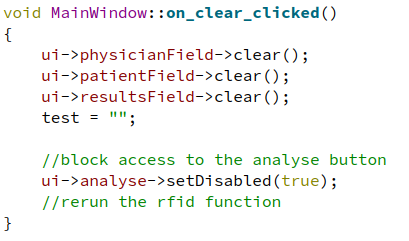 void MainWindow::on_clear_clicked()
{
    ui->physicianField->clear();
    ui->patientField->clear();
    ui->resultsField->clear();
    test = "";

    //block access to the analyse button
    ui->analyse->setDisabled(true);
    //rerun the rfid function
}